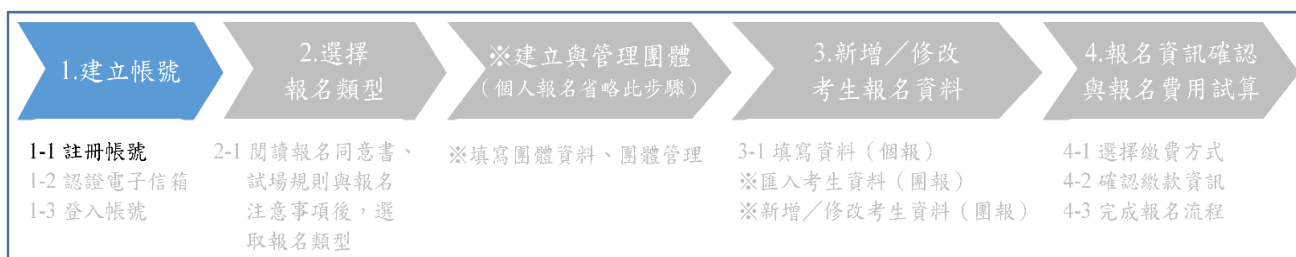 1.建立帳號
2.選擇
報名類型
※建立與管理團體
（個人報名省略此步驟）
3.新增／修改
考生報名資料
4.報名資訊確認
與報名費用試算
1-1 註冊帳號
1-2 認證電子信箱
1-3 登入帳號
2-1 閱讀報名同意書、
試場規則與報名
注意事項後，選
取報名類型
※填寫團體資料、團體管理
3-1 填寫資料（個報）
※匯入考生資料（團報）
※新增／修改考生資料（團報）
4-1 選擇繳費方式
4-2 確認繳款資訊
4-3 完成報名流程